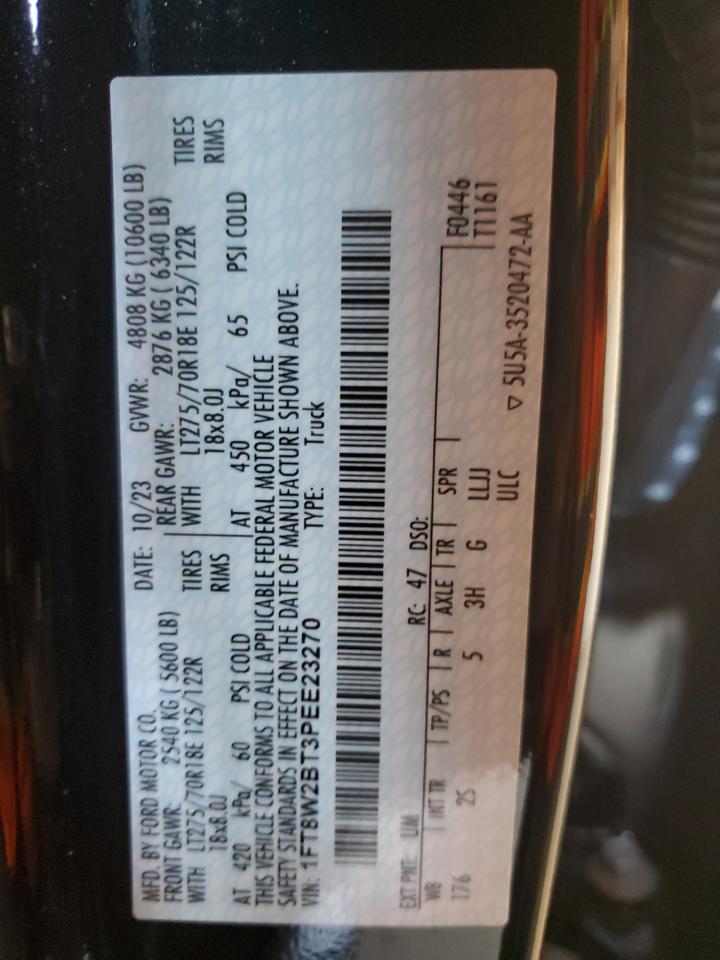 MFD. BY FORD MOTOR CO. DATE: 10/23 GVWR: 4808 KG (10600 LB)
FRONT GAWR: 2540 KG ( 5600 LB) REAR GAWR: 2876 KG ( 6340 LB)
WITH LT275/70R18E 125/122R TIRES WITH LT275/70R18E 125/122R TIRES
18x8.0J RIMS 18x8.0J RIMS
AT 420 kPa/ 60 PSI COLD AT 450 kPa/ 65 PSI COLD
THIS VEHICLE CONFORMS TO ALL APPLICABLE FEDERAL MOTOR VEHICLE
SAFETY STANDARDS IN EFFECT ON THE DATE OF MANUFACTURE SHOWN ABOVE.
VIN: 1FT8W2BT3PEE23270 TYPE: Truck
EXT PNT: UM RC: 47 DSO:
WB | INT TR | TP/PS | R | AXLE | TR | SPR | F0446
176 2S 5 3H G LLJJ T1161
ULC
▽ 5U5A-3520472-AA